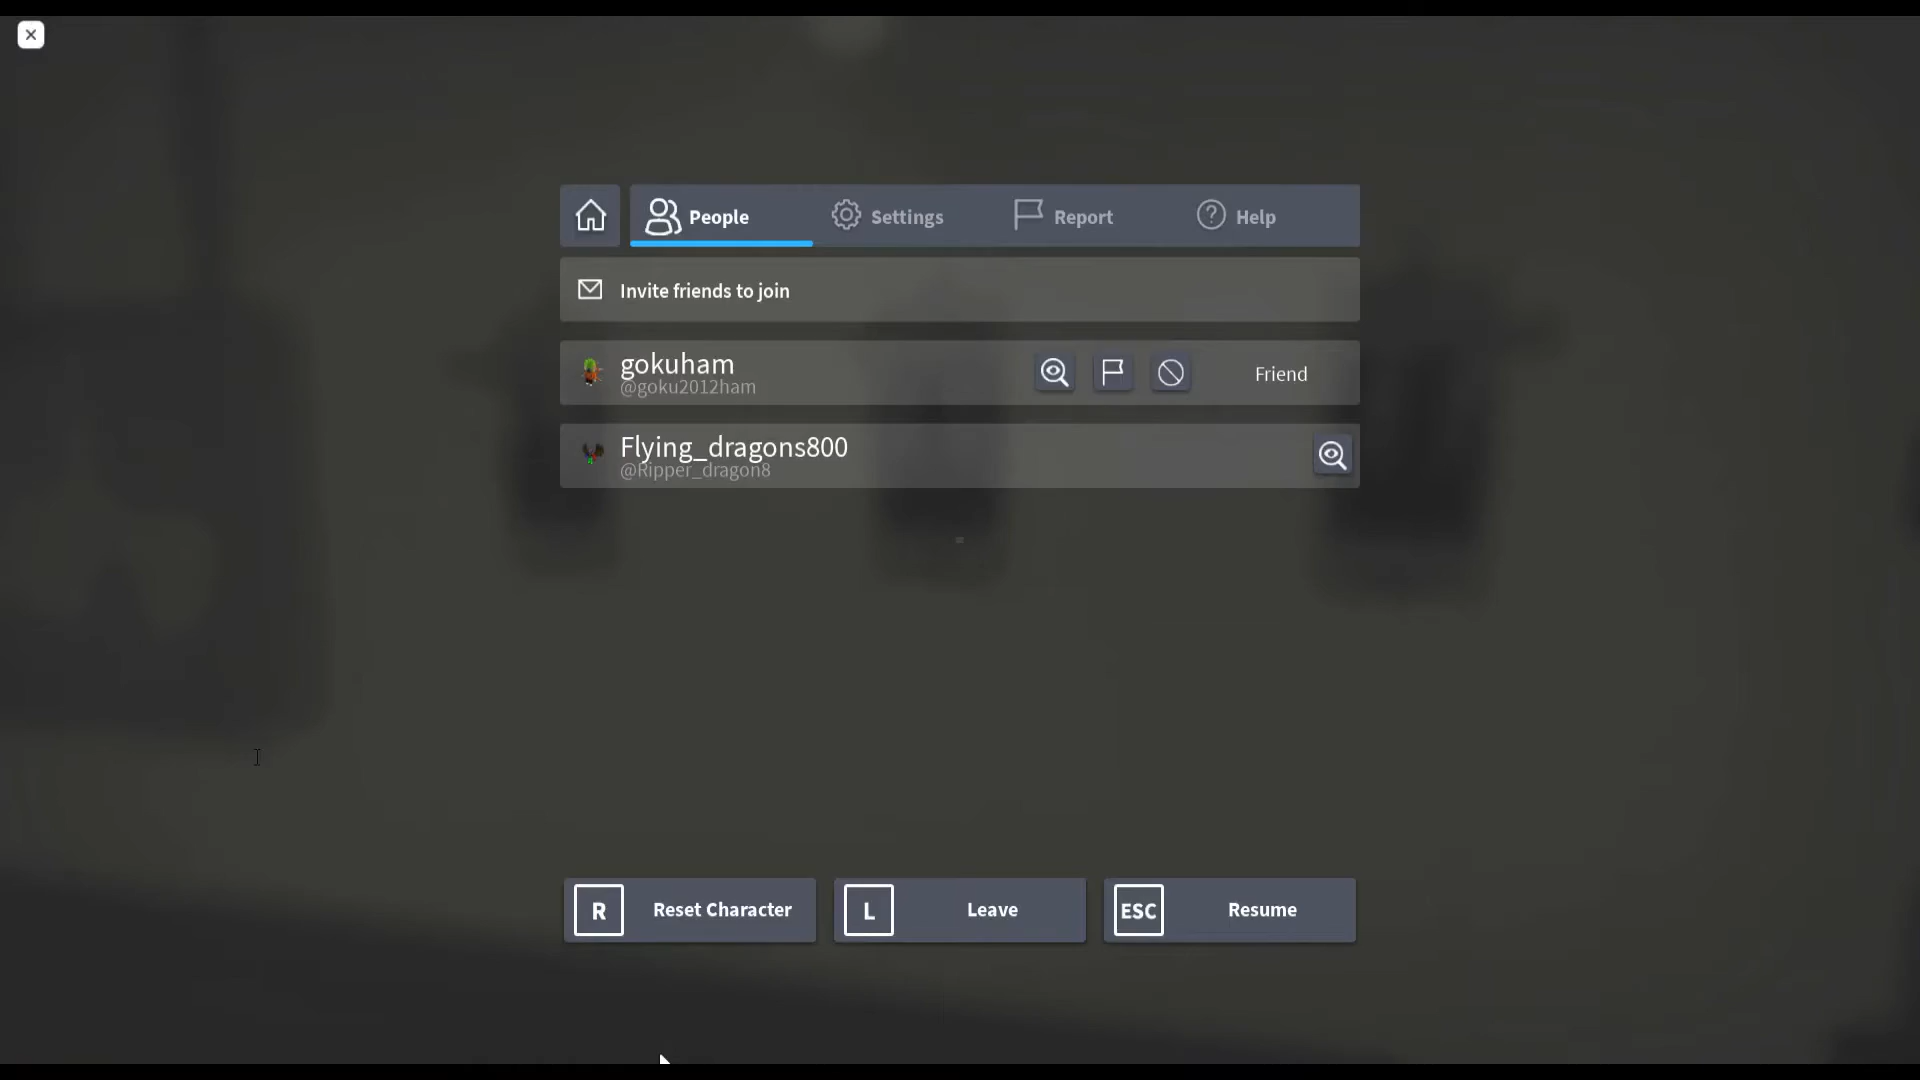 People
Settings
Report
Help
Invite friends to join
gokuham
@goku2012ham
Friend
Flying_dragons800
@Ripper_dragon8
R Reset Character
L Leave
ESC Resume